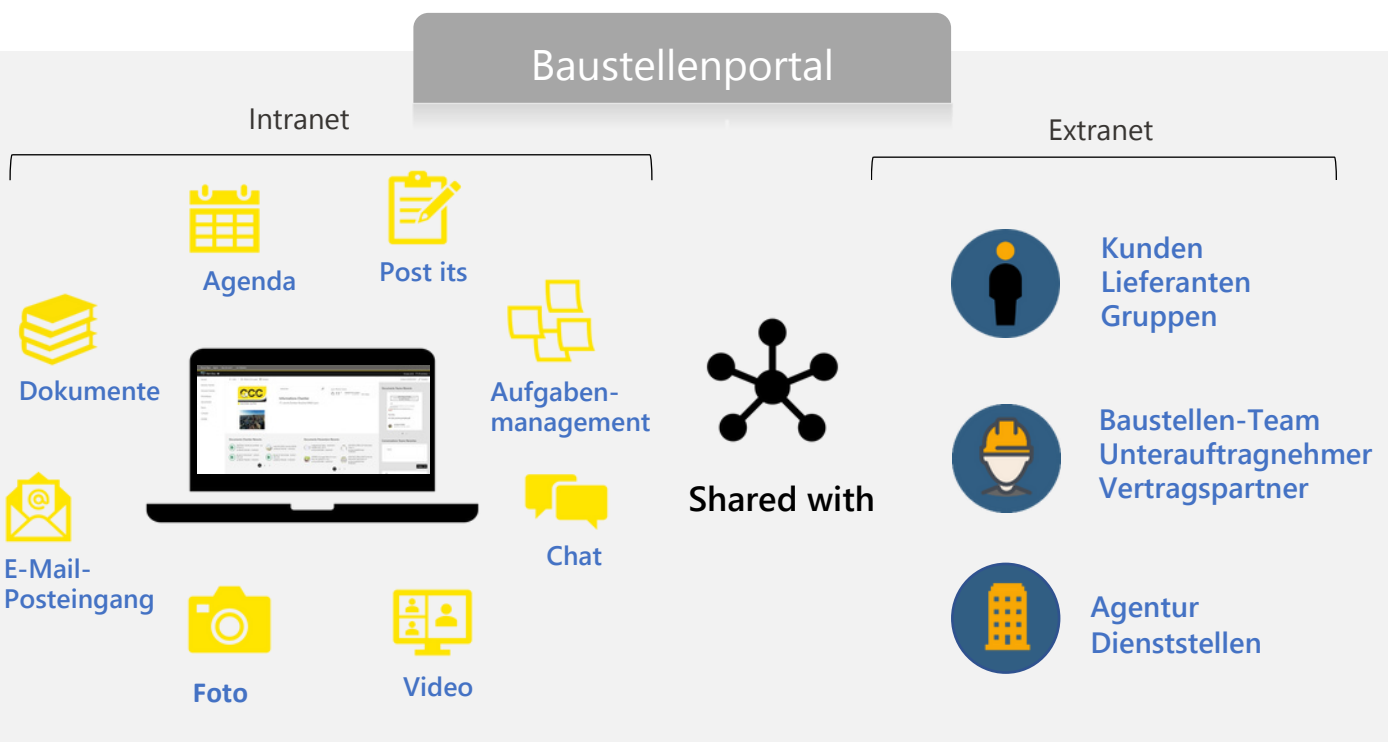 Baustellenportal
Intranet
Extranet
Agenda
Post its
Dokumente
Aufgaben-
management
E-Mail-
Posteingang
Chat
Foto
Video
CCC
Shared with
Kunden
Lieferanten
Gruppen
Baustellen-Team
Unterauftragnehmer
Vertragspartner
Agentur
Dienststellen